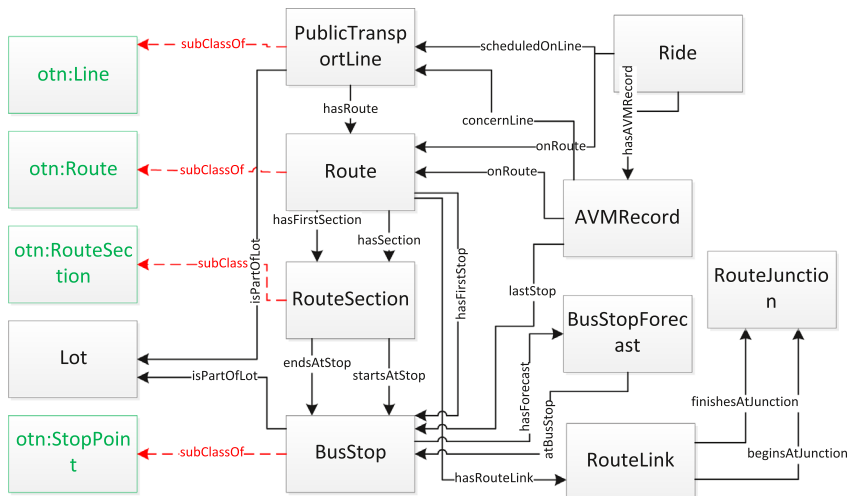 PublicTransp
ortLine
subClassOf
scheduledOnLine
Ride
otn:Line
hasRoute
concernLine
hasAVMRecord
otn:Route
subClassOf
Route
onRoute
onRoute
AVMRecord
hasFirstSection
hasSection
otn:RouteSec
tion
subClass
RouteSection
isPartOfLot
hasFirstStop
lastStop
RouteJunctio
n
BusStopForec
ast
Lot
endsAtStop
startsAtStop
isPartOfLot
hasForecast
atBusStop
finishesAtJunction
otn:StopPoi
nt
subClassOf
BusStop
beginsAtJunction
RouteLink
hasRouteLink